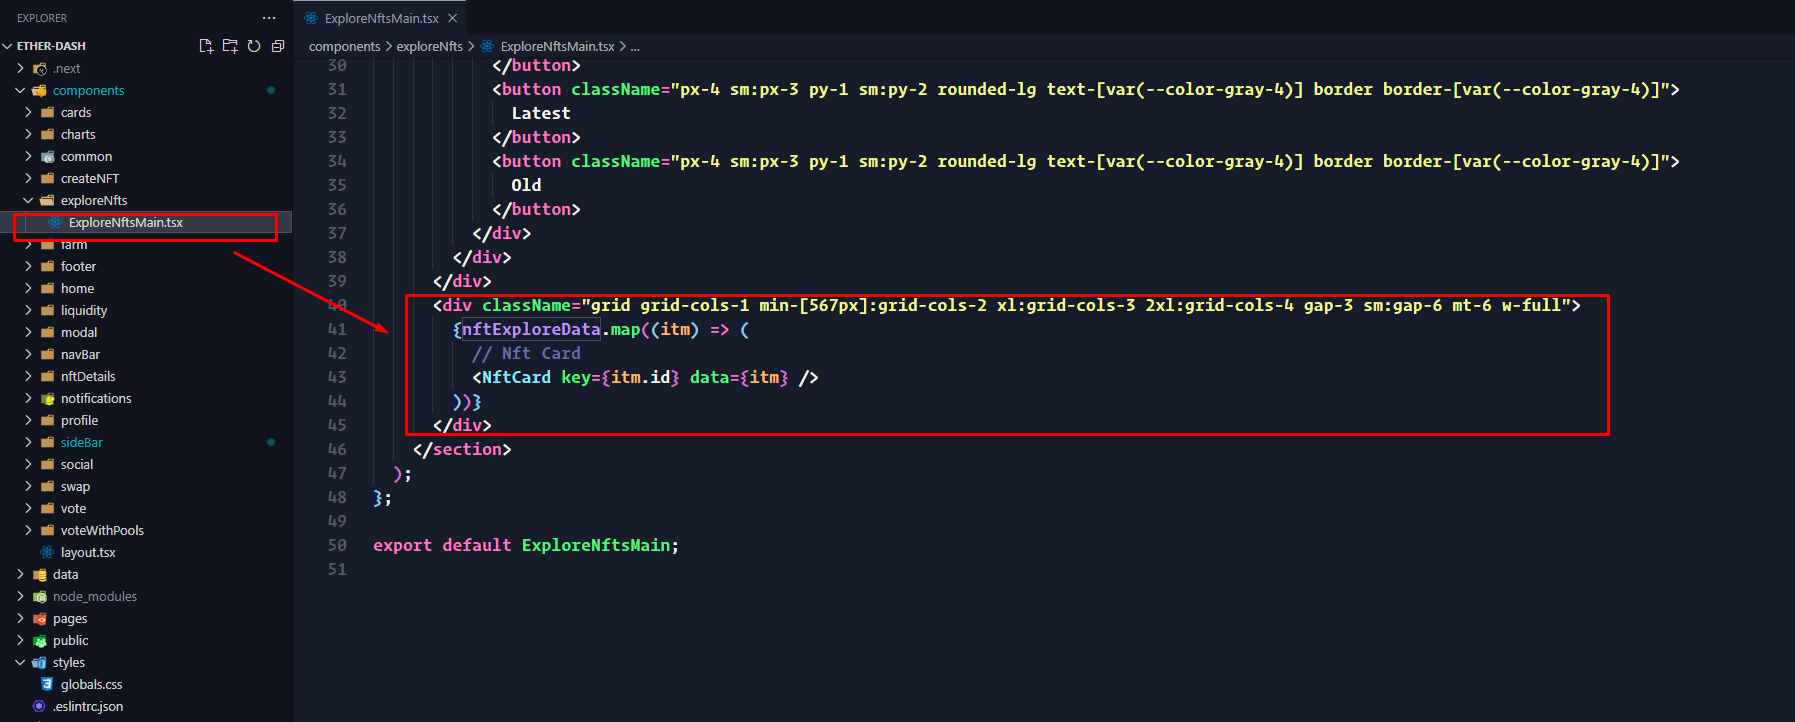 EXPLORER
ETHER-DASH
.next
components
cards
charts
common
createNFT
exploreNfts
ExploreNftsMain.tsx
farm
footer
home
liquidity
modal
navBar
nftDetails
notifications
profile
sideBar
social
swap
vote
voteWithPools
layout.tsx
data
node_modules
pages
public
styles
globals.css
.eslintrc.json
ExploreNftsMain.tsx
components > exploreNfts > ExploreNftsMain.tsx > ...
30 </button>
31 <button className="px-4 sm:px-3 py-1 sm:py-2 rounded-lg text-[var(--color-gray-4)] border border-[var(--color-gray-4)]">
32 Latest
33 </button>
34 <button className="px-4 sm:px-3 py-1 sm:py-2 rounded-lg text-[var(--color-gray-4)] border border-[var(--color-gray-4)]">
35 Old
36 </button>
37 </div>
38 </div>
39 </div>
40 <div className="grid grid-cols-1 min-[567px]:grid-cols-2 xl:grid-cols-3 2xl:grid-cols-4 gap-3 sm:gap-6 mt-6 w-full">
41 {nftExploreData.map((itm) => (
42 // Nft Card
43 <NftCard key={itm.id} data={itm} />
44 ))}
45 </div>
46 </section>
47 );
48 };
49
50 export default ExploreNftsMain;
51